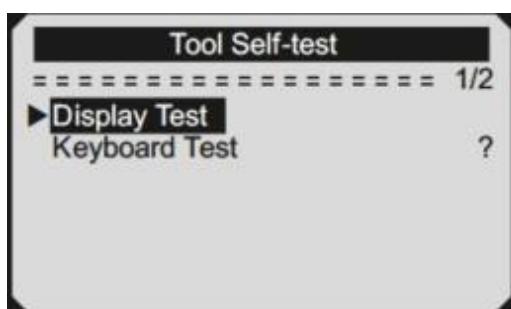 Tool Self-test
= = = = = = = = = = = = = = = = = = = 1/2
▶Display Test
Keyboard Test ?